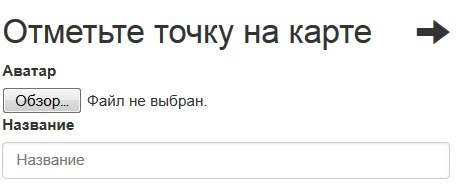 Отметьте точку на карте
Аватар
Обзор... Файл не выбран.
Название
Название